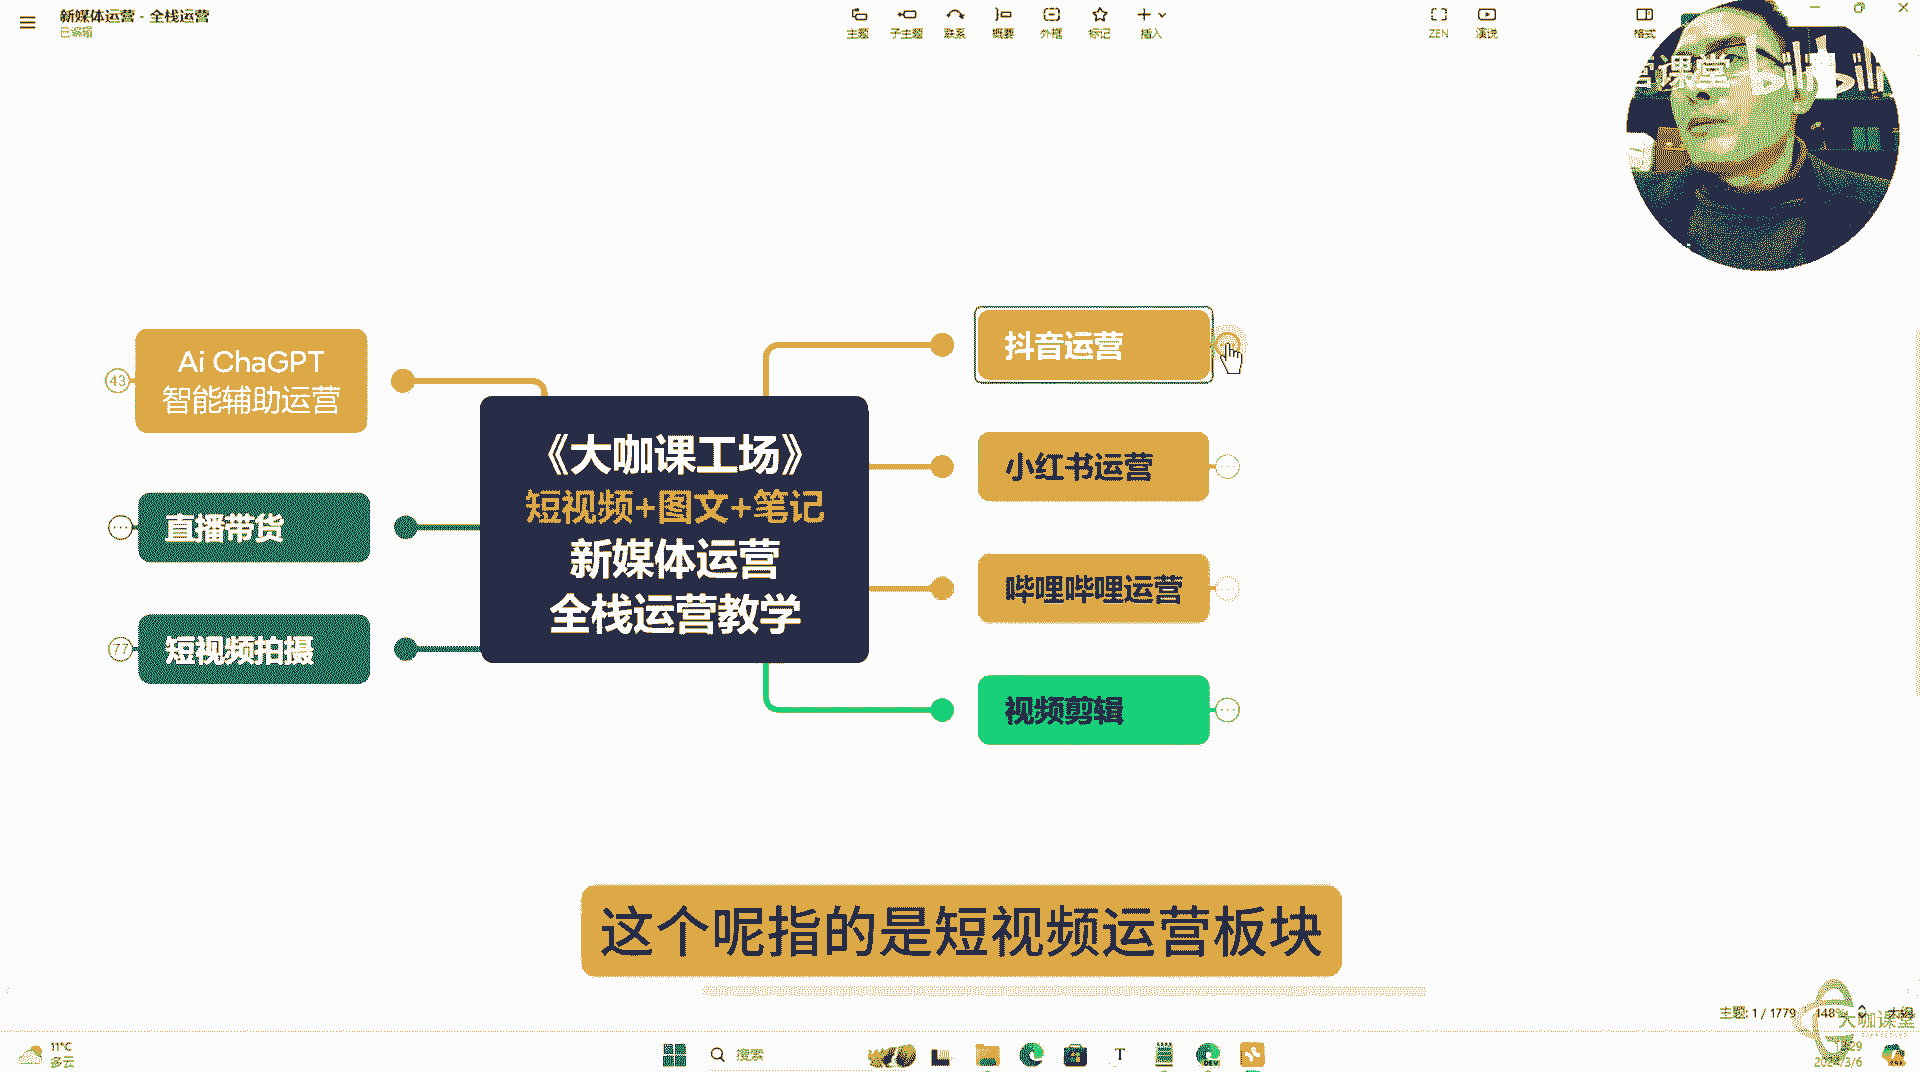 新媒体运营 - 全栈运营
已编辑
主题
子主题
联系
概要
外框
标记
插入
ZEN
演说
格式
营课堂 bilibili
Ai ChaGPT
智能辅助运营
43
直播带货
短视频拍摄
77
《大咖课工场》
短视频+图文+笔记
新媒体运营
全栈运营教学
抖音运营
小红书运营
哔哩哔哩运营
视频剪辑
这个呢指的是短视频运营板块
主题: 1 / 1779
148%
大咖课堂
11°C
多云
搜索
DEV
2024/3/6